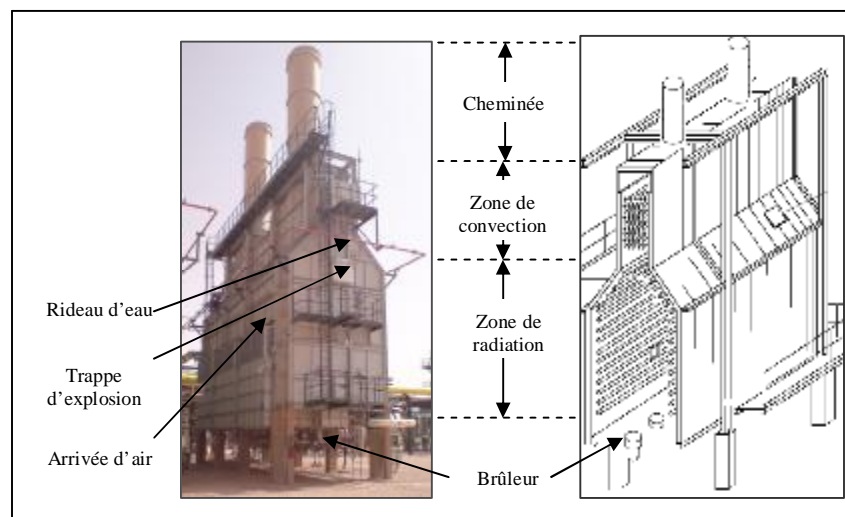 Cheminée
Zone de
convection
Rideau d'eau
Zone de
radiation
Trappe
d'explosion
Arrivée d'air
Brûleur